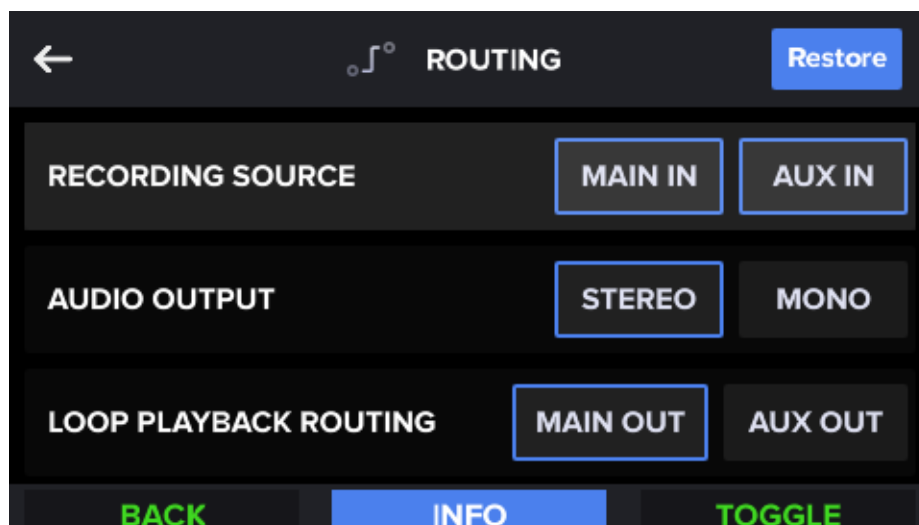 ROUTING Restore
RECORDING SOURCE MAIN IN AUX IN
AUDIO OUTPUT STEREO MONO
LOOP PLAYBACK ROUTING MAIN OUT AUX OUT
BACK INFO TOGGLE